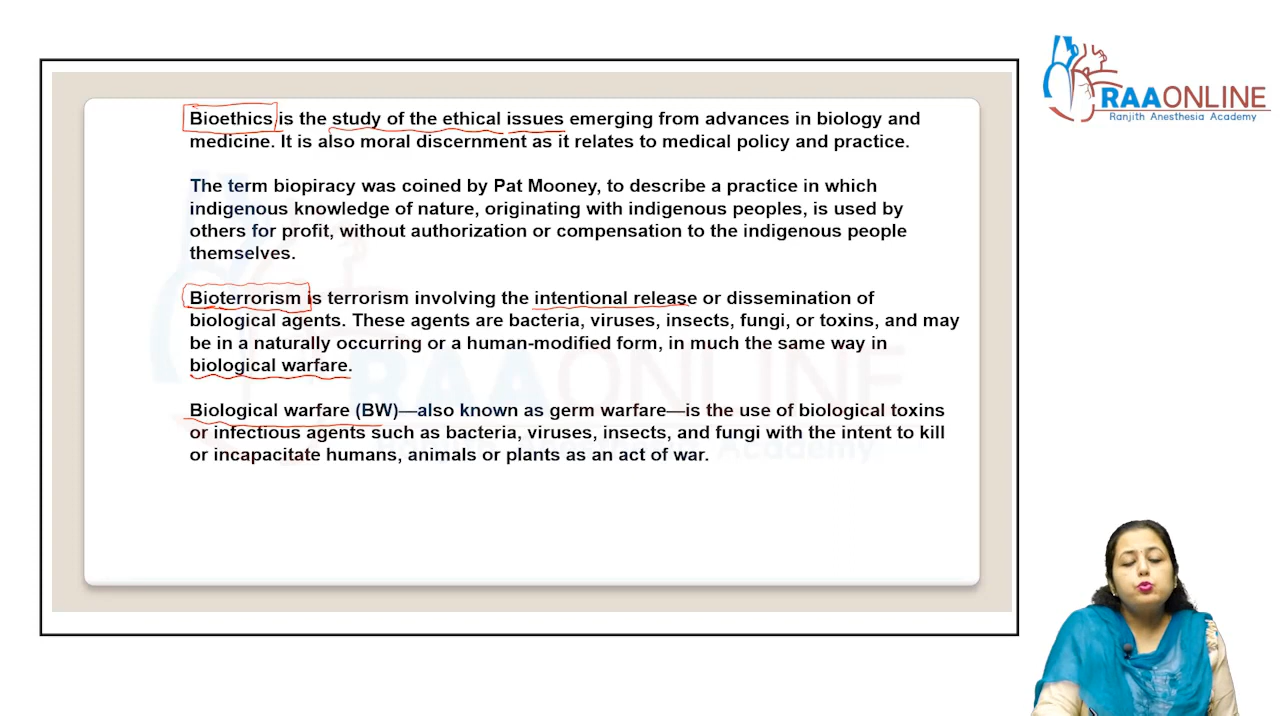 Bioethics is the study of the ethical issues emerging from advances in biology and
medicine. It is also moral discernment as it relates to medical policy and practice.
The term biopiracy was coined by Pat Mooney, to describe a practice in which
indigenous knowledge of nature, originating with indigenous peoples, is used by
others for profit, without authorization or compensation to the indigenous people
themselves.
Bioterrorism is terrorism involving the intentional release or dissemination of
biological agents. These agents are bacteria, viruses, insects, fungi, or toxins, and may
be in a naturally occurring or a human-modified form, in much the same way in
biological warfare.
Biological warfare (BW)—also known as germ warfare—is the use of biological toxins
or infectious agents such as bacteria, viruses, insects, and fungi with the intent to kill
or incapacitate humans, animals or plants as an act of war.
RAAONLINE
Ranjith Anesthesia Academy
RAAONLINE
Ranjith Anesthesia Academy